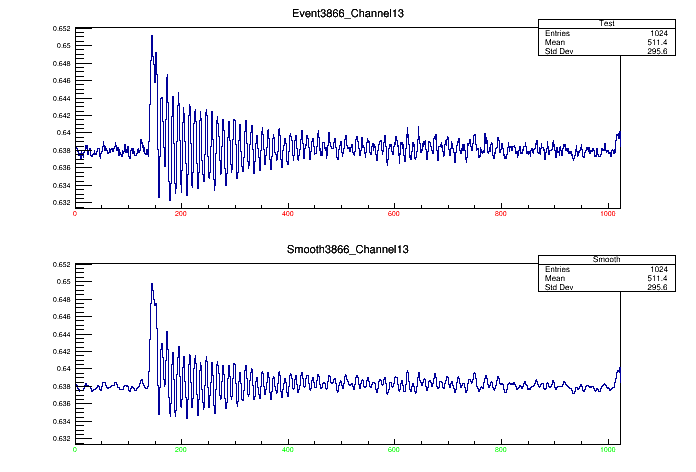 Event3866_Channel13
Test
Entries 1024
Mean 511.4
Std Dev 295.6
0.652
0.65
0.648
0.646
0.644
0.642
0.64
0.638
0.636
0.634
0.632
0 200 400 600 800 1000
Smooth3866_Channel13
Smooth
Entries 1024
Mean 511.4
Std Dev 295.6
0.652
0.65
0.648
0.646
0.644
0.642
0.64
0.638
0.636
0.634
0.632
0 200 400 600 800 1000